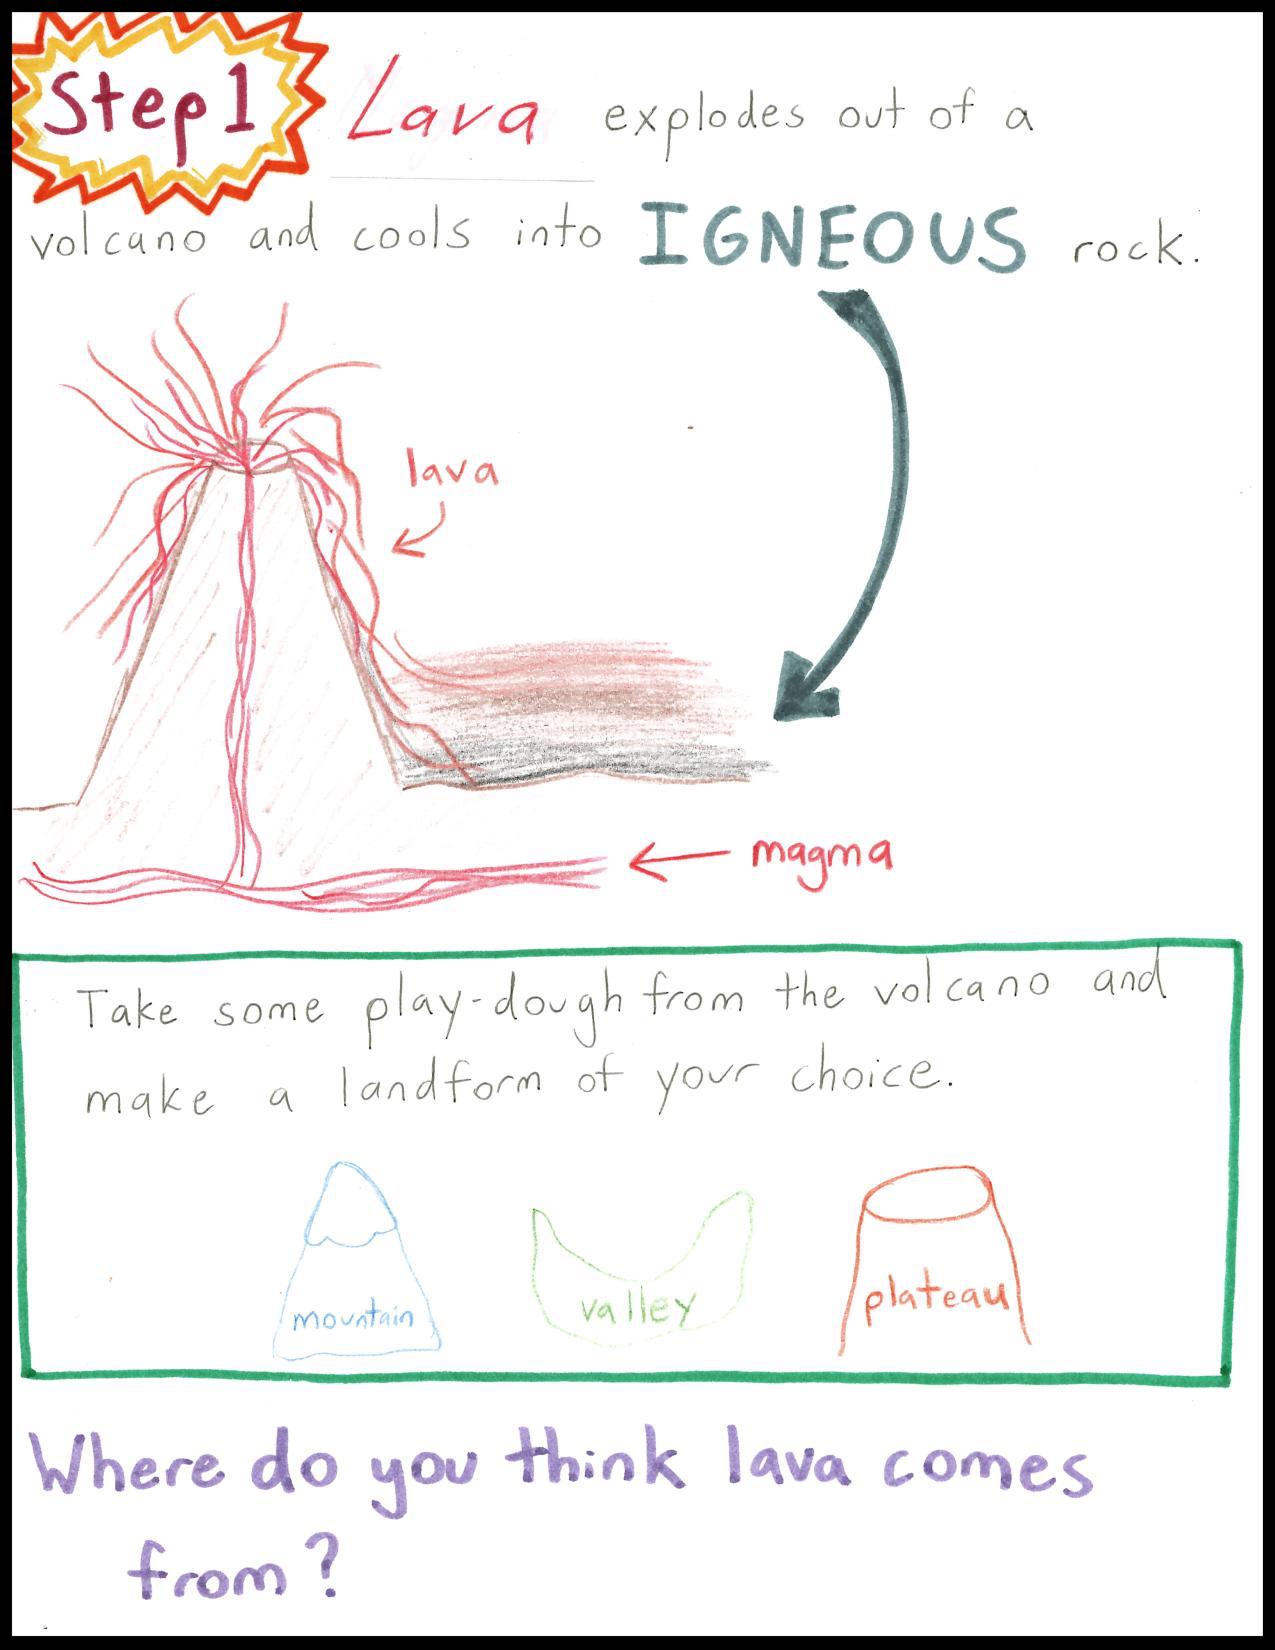 Step 1 Lava explodes out of a
volcano and cools into IGNEOUS rock.
lava
magma
Take some play-dough from the volcano and
make a landform of your choice.
mountain valley plateau
Where do you think lava comes
from?